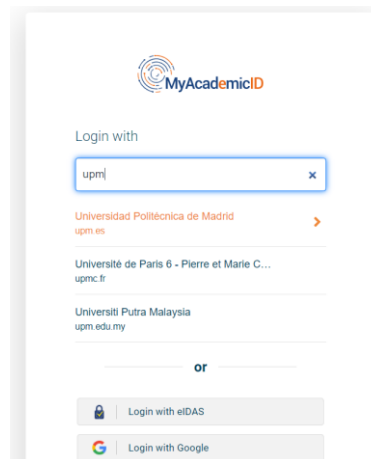 MyAcademicID
Login with
upm
Universidad Politécnica de Madrid
upm.es
Université de Paris 6 - Pierre et Marie C...
upmc.fr
Universiti Putra Malaysia
upm.edu.my
or
Login with eIDAS
Login with Google